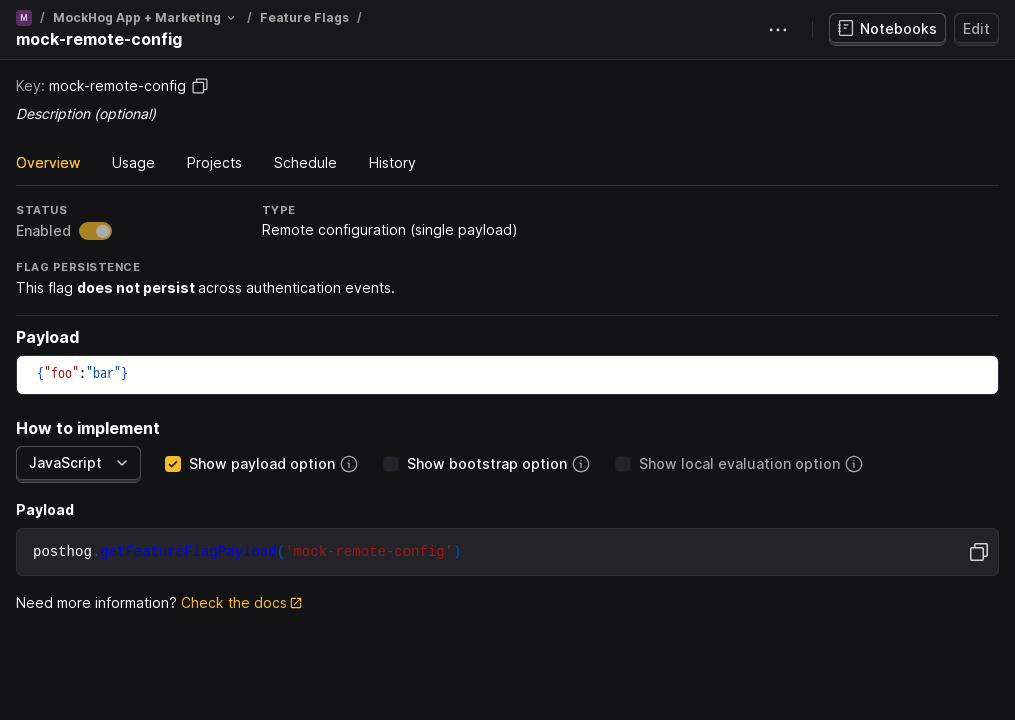 M / MockHog App + Marketing / Feature Flags /
mock-remote-config
Notebooks
Edit
Key: mock-remote-config
Description (optional)
Overview Usage Projects Schedule History
STATUS
Enabled
TYPE
Remote configuration (single payload)
FLAG PERSISTENCE
This flag does not persist across authentication events.
Payload
{"foo":"bar"}
How to implement
JavaScript Show payload option Show bootstrap option Show local evaluation option
Payload
posthog.getFeatureFlagPayload('mock-remote-config')
Need more information? Check the docs